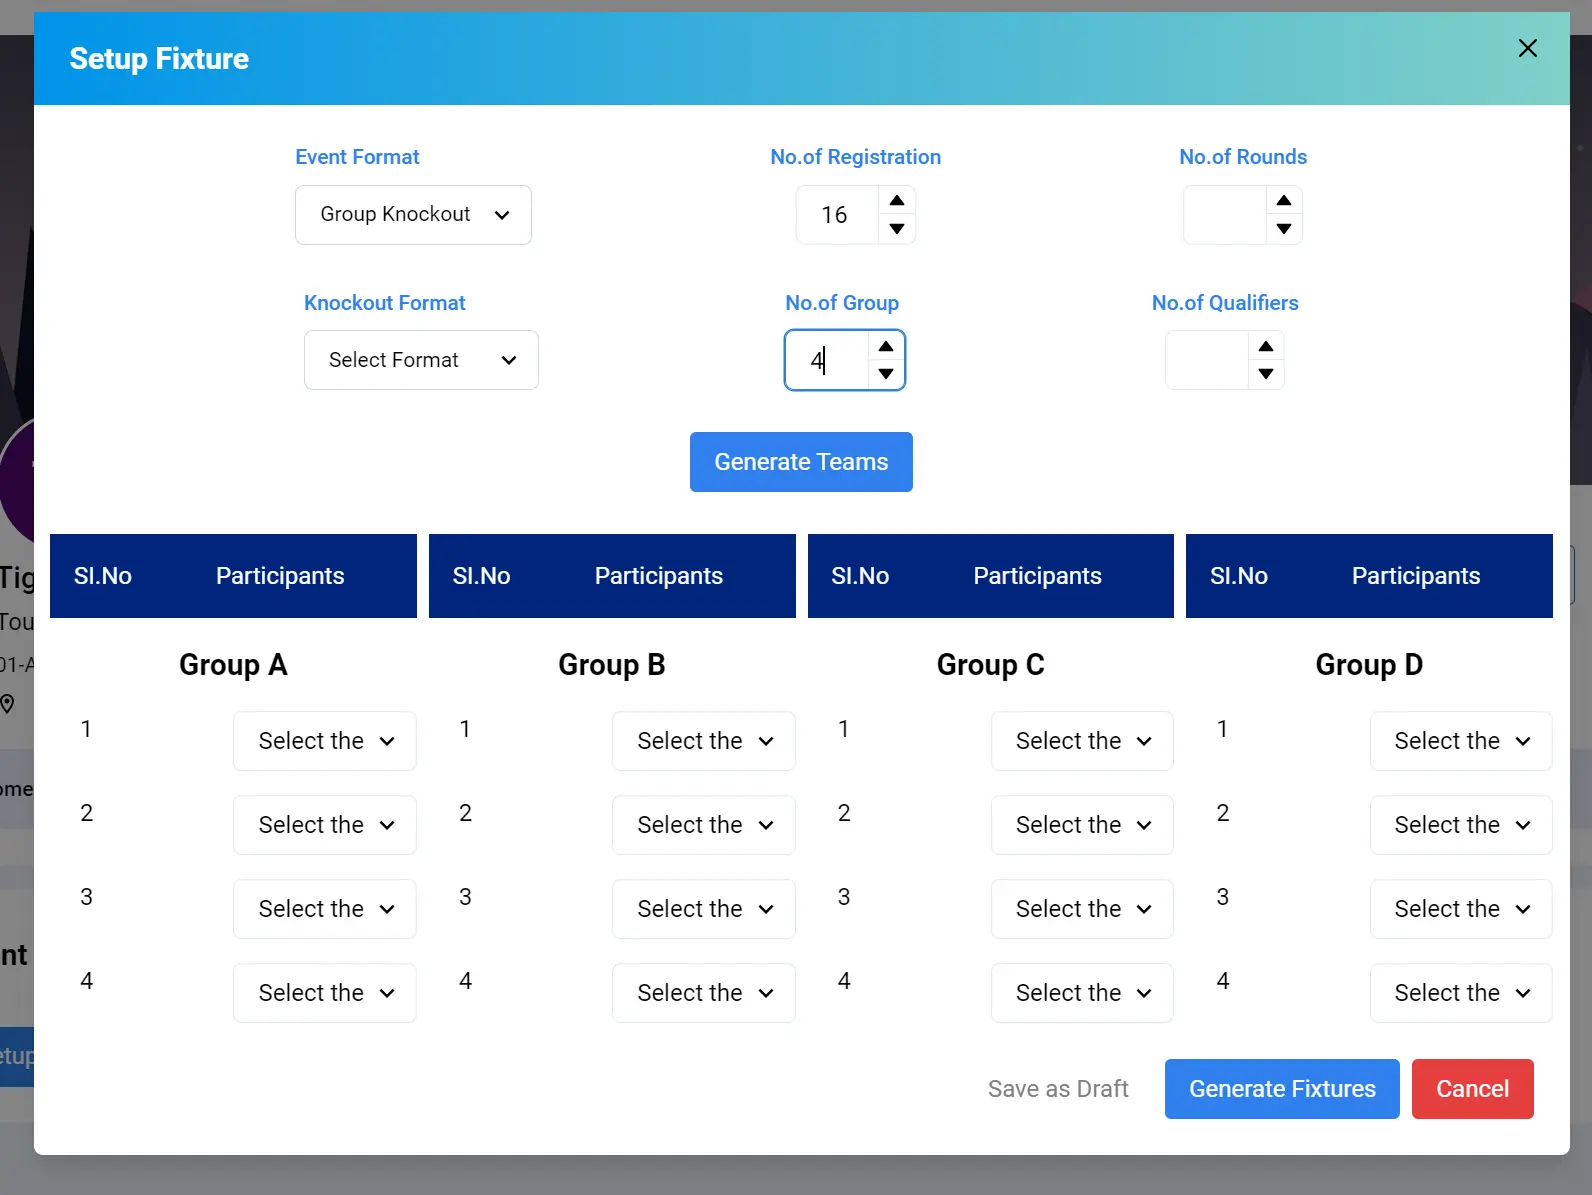 Setup Fixture
Event Format No.of Registration No.of Rounds
Group Knockout 16
Knockout Format No.of Group No.of Qualifiers
Select Format 4
Generate Teams
Sl.No Participants Sl.No Participants Sl.No Participants Sl.No Participants
Group A Group B Group C Group D
1 Select the 1 Select the 1 Select the 1 Select the
2 Select the 2 Select the 2 Select the 2 Select the
3 Select the 3 Select the 3 Select the 3 Select the
4 Select the 4 Select the 4 Select the 4 Select the
Save as Draft Generate Fixtures Cancel
Tig
Tou
01-A
ome
nt
etup